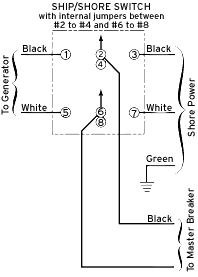 SHIP/SHORE SWITCH
with internal jumpers between
#2 to #4 and #6 to #8
Black
1
2
4
3
Black
To Generator
White
5
6
8
7
White
Shore Power
Green
Black
To Master Breaker